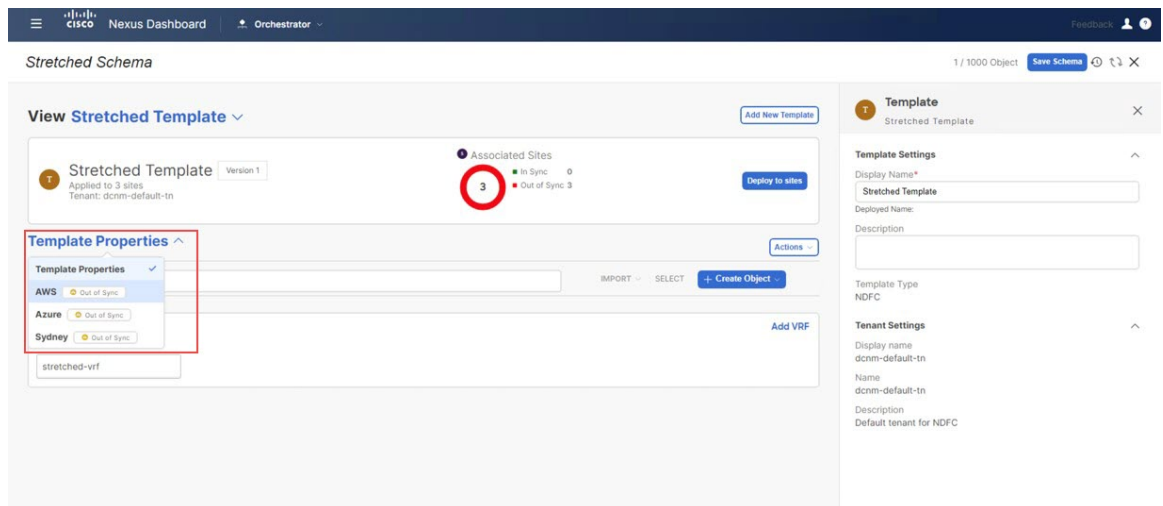 CISCO Nexus Dashboard Orchestrator Feedback
Stretched Schema 1 / 1000 Object Save Schema
View Stretched Template Add New Template
Stretched Template Version 1
Applied to 3 sites
Tenant: dcnm-default-tn
Associated Sites
3
In Sync 0
Out of Sync 3
Deploy to sites
Template Properties Actions
Template Properties
AWS Out of Sync
Azure Out of Sync
Sydney Out of Sync
IMPORT SELECT + Create Object
Add VRF
stretched-vrf
T
Template
Stretched Template
Template Settings
Display Name*
Stretched Template
Deployed Name:
Description
Template Type
NDFC
Tenant Settings
Display name
dcnm-default-tn
Name
dcnm-default-tn
Description
Default tenant for NDFC